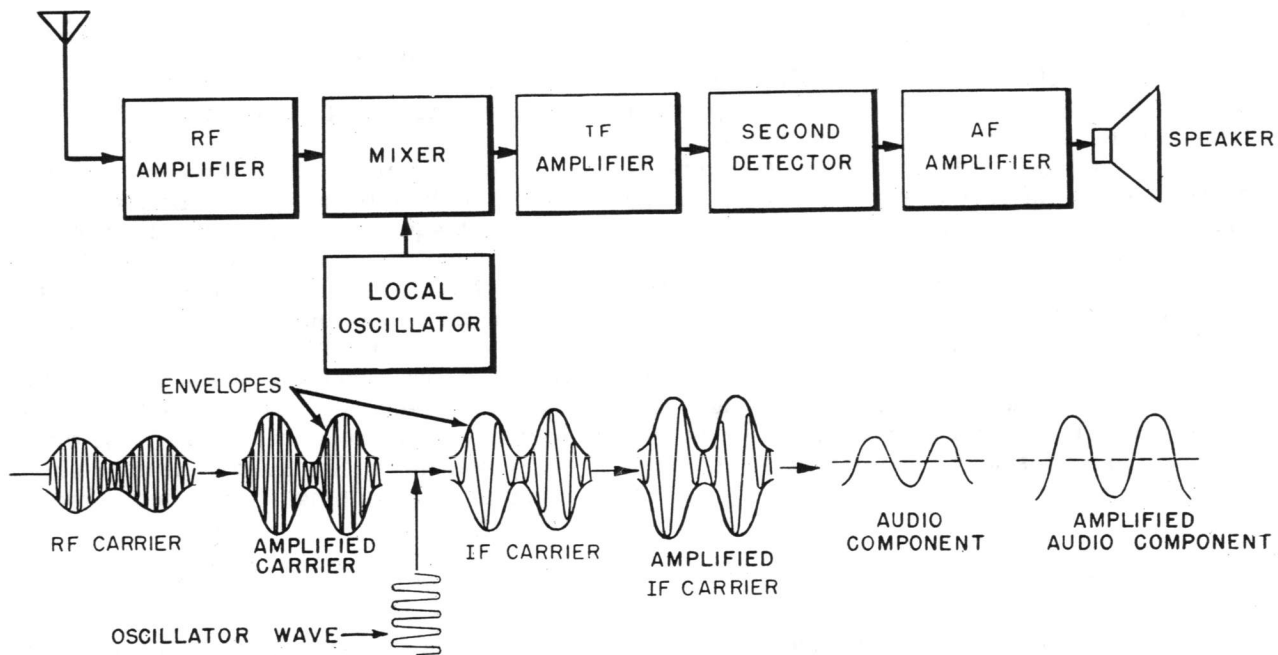 RF
AMPLIFIER
MIXER
IF
AMPLIFIER
SECOND
DETECTOR
AF
AMPLIFIER
SPEAKER
LOCAL
OSCILLATOR
ENVELOPES
RF CARRIER
AMPLIFIED
CARRIER
IF CARRIER
AMPLIFIED
IF CARRIER
AUDIO
COMPONENT
AMPLIFIED
AUDIO COMPONENT
OSCILLATOR WAVE